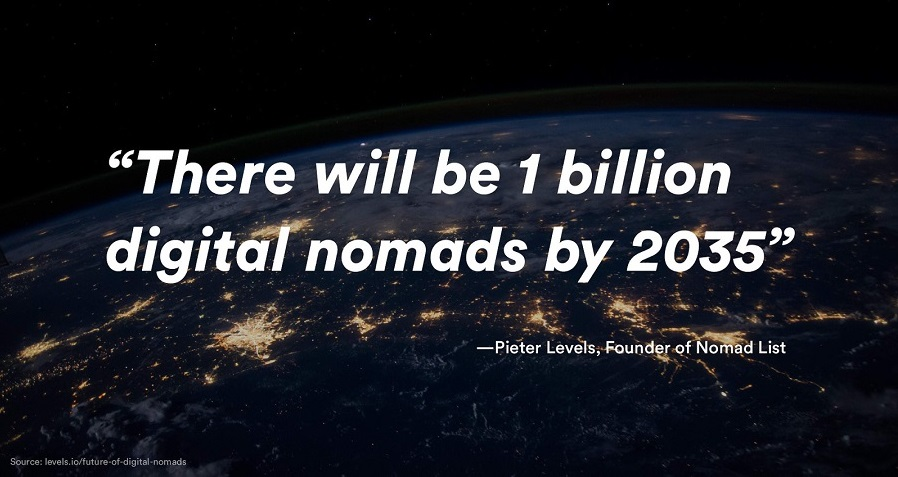 “There will be 1 billion
digital nomads by 2035”
—Pieter Levels, Founder of Nomad List
Source: levels.io/future-of-digital-nomads